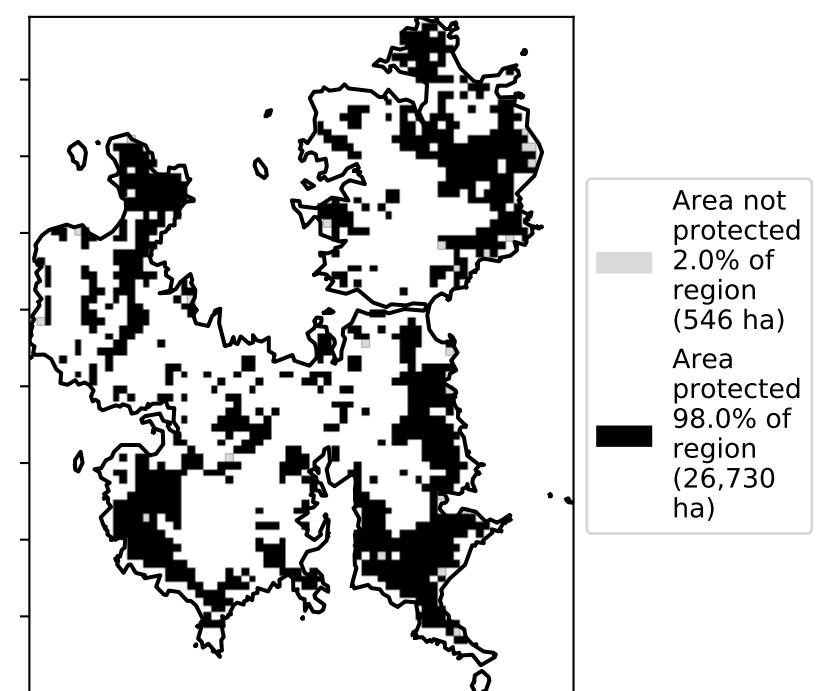 Area not
protected
2.0% of
region
(546 ha)
Area
protected
98.0% of
region
(26,730
ha)